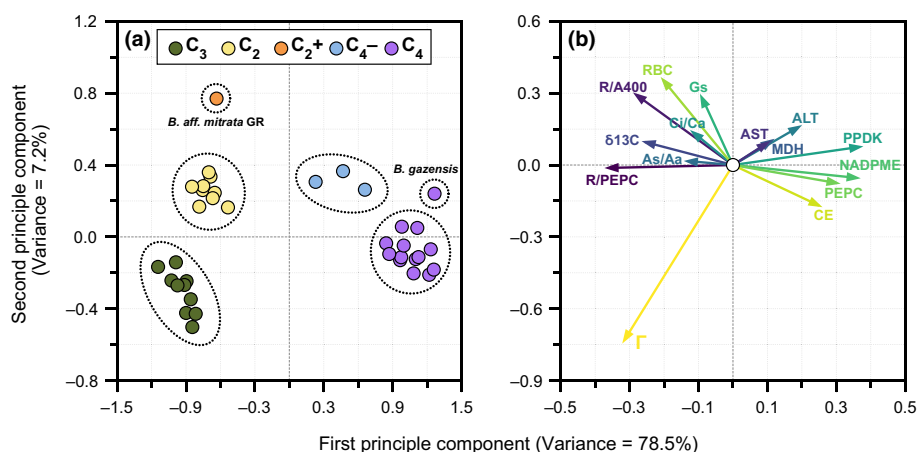 (a)
C3 C2 C2+ C4− C4
B. aff. mitrata GR
B. gazensis
Second principle component
(Variance = 7.2%)
1.2
0.8
0.4
0.0
−0.4
−0.8
−1.5 −0.9 −0.3 0.3 0.9 1.5
(b)
0.6
0.3
0.0
−0.3
−0.6
−0.9
RBC
R/A400
Gs
Ci/Ca
δ13C
As/Aa
R/PEPC
AST
ALT
MDH
PPDK
NADPME
PEPC
CE
Γ
−0.5 −0.3 −0.1 0.1 0.3 0.5
First principle component (Variance = 78.5%)